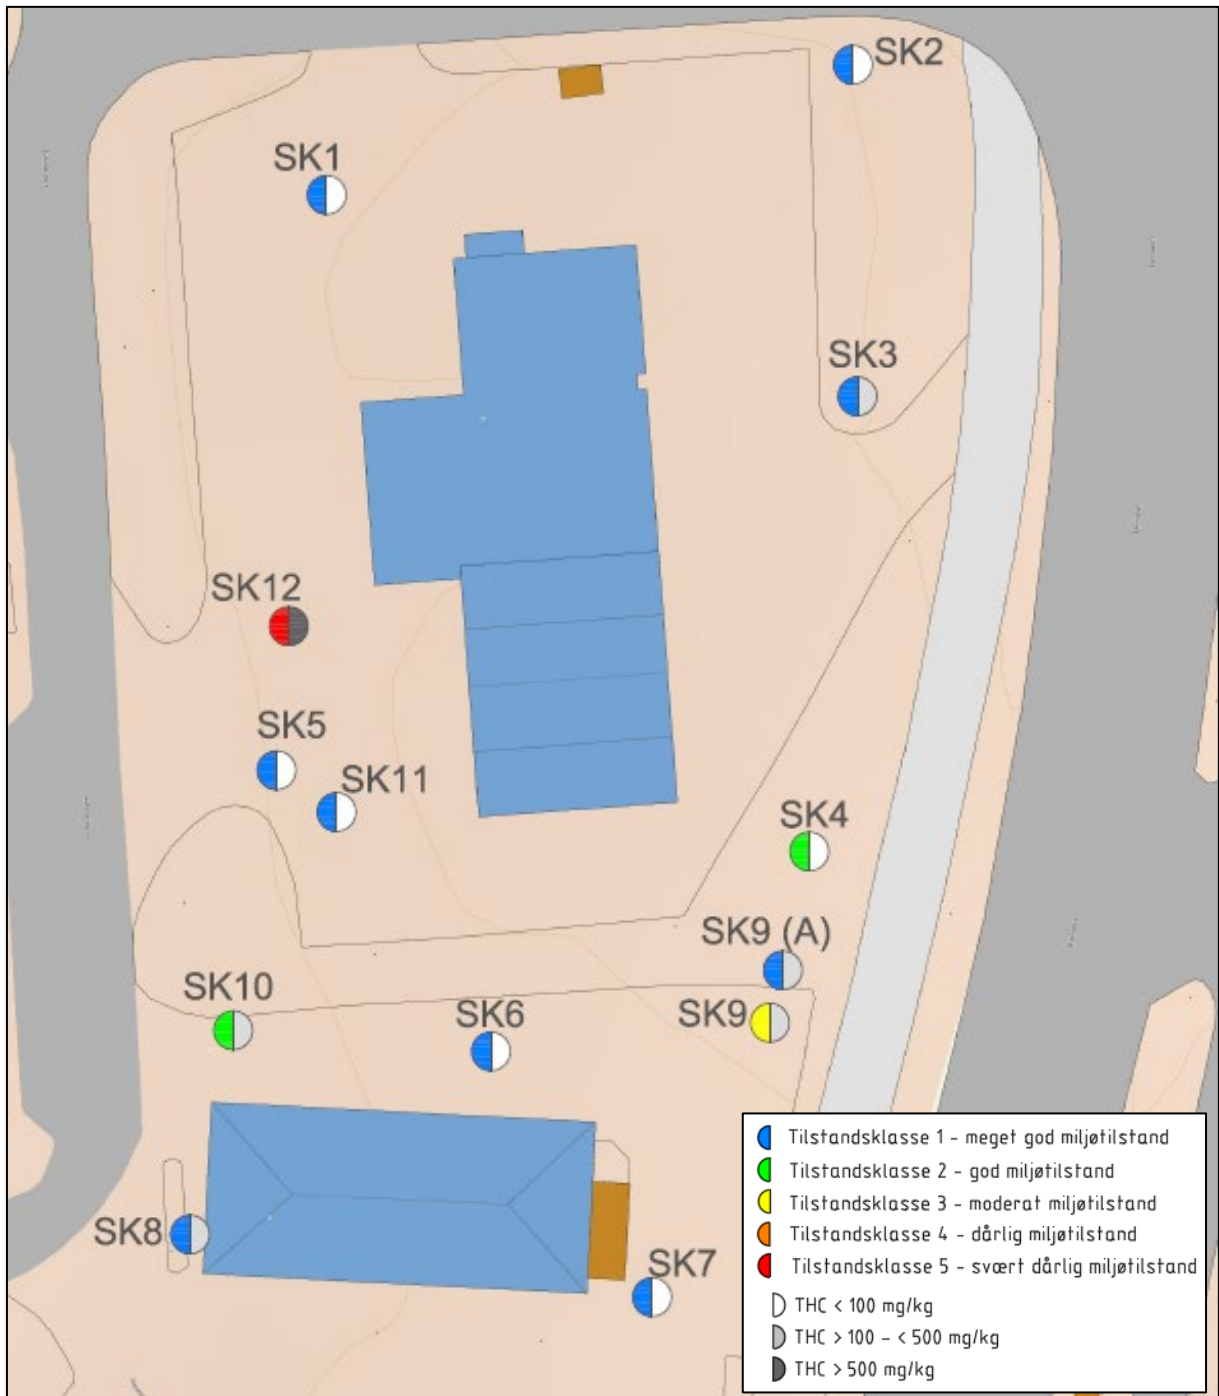 SK2
SK1
SK3
SK12
SK5
SK11
SK4
SK9 (A)
SK10
SK6
SK9
SK8
SK7
Tilstandsklasse 1 - meget god miljøtilstand
Tilstandsklasse 2 - god miljøtilstand
Tilstandsklasse 3 - moderat miljøtilstand
Tilstandsklasse 4 - dårlig miljøtilstand
Tilstandsklasse 5 - svært dårlig miljøtilstand
THC < 100 mg/kg
THC > 100 - < 500 mg/kg
THC > 500 mg/kg